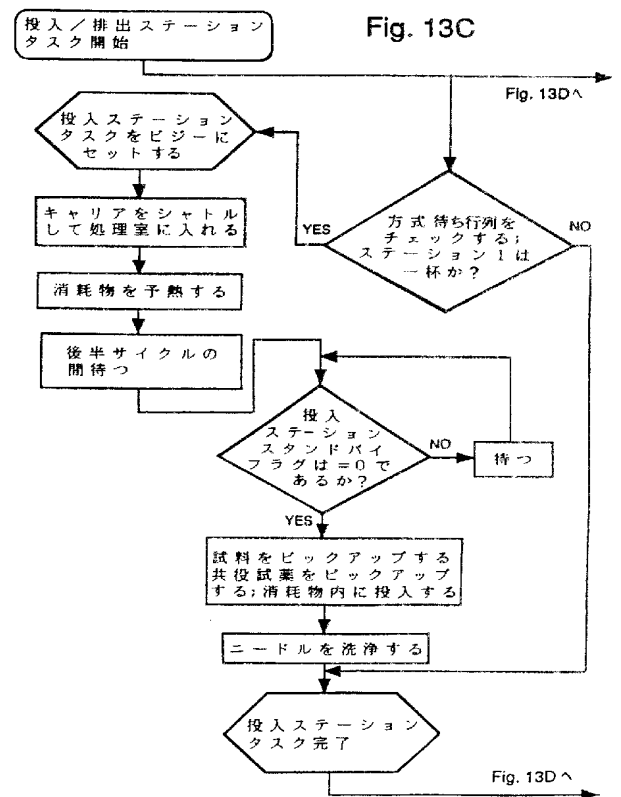 Fig. 13C
投入／排出ステーション
タスク開始
Fig. 13Dへ
投入ステーション
タスクをビジーに
セットする
キャリアをシャトル
して処理室に入れる
YES
方式待ち行列を
チェックする;
ステーション1は
一杯か?
NO
消耗物を予熱する
後半サイクルの
間待つ
投入
ステーション
スタンドバイ
フラグは=0で
あるか?
NO
待つ
YES
試料をピックアップする
共役試薬をピックアップ
する;消耗物内に投入する
ニードルを洗浄する
投入ステーション
タスク完了
Fig. 13Dへ